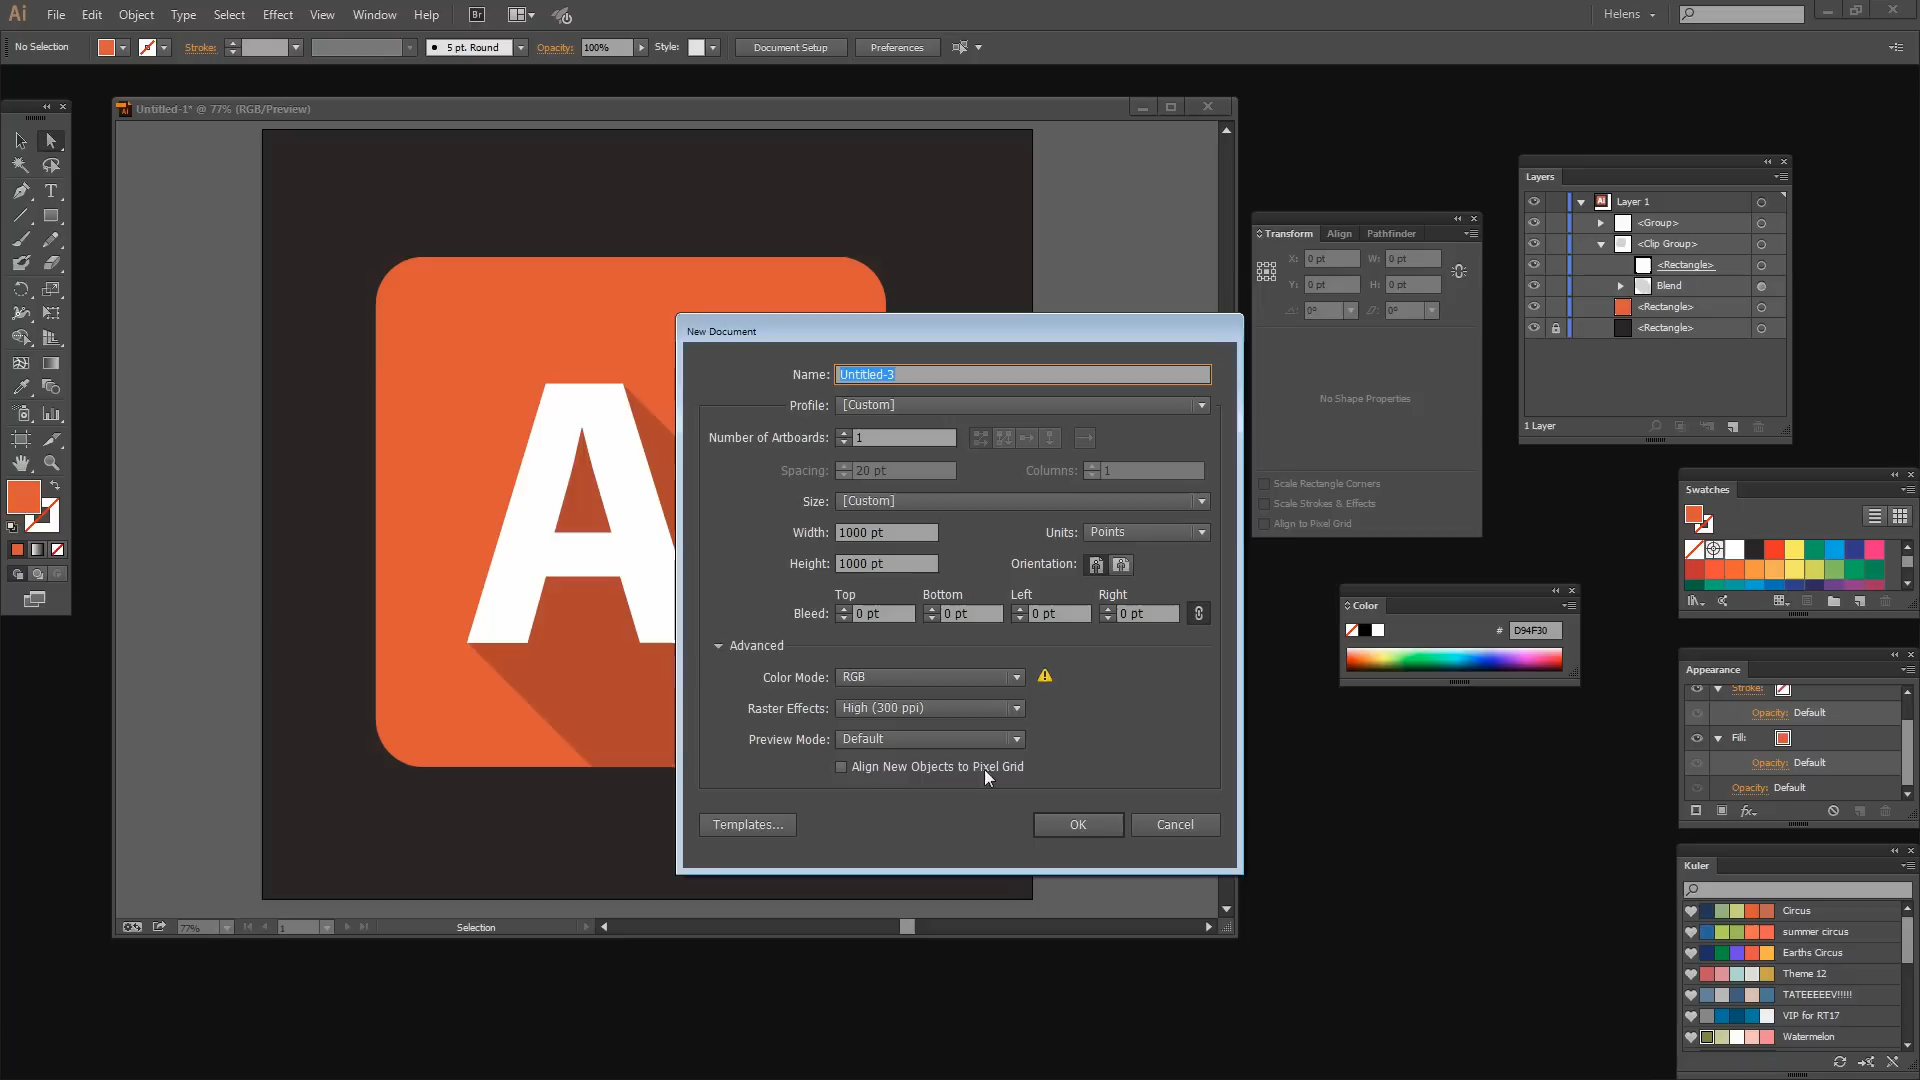 Ai File Edit Object Type Select Effect View Window Help Br Helens
No Selection Stroke: 5 pt. Round Opacity: 100% Style: Document Setup Preferences
Untitled-1* @ 77% (RGB/Preview)
A
77% 1 Selection
New Document
Name: Untitled-3
Profile: [Custom]
Number of Artboards: 1
Spacing: 20 pt Columns: 1
Size: [Custom]
Width: 1000 pt Units: Points
Height: 1000 pt Orientation:
Top Bottom Left Right
Bleed: 0 pt 0 pt 0 pt 0 pt
Advanced
Color Mode: RGB
Raster Effects: High (300 ppi)
Preview Mode: Default
Align New Objects to Pixel Grid
Templates... OK Cancel
Transform Align Pathfinder
X: 0 pt W: 0 pt
Y: 0 pt H: 0 pt
0° 0°
No Shape Properties
Scale Rectangle Corners
Scale Strokes & Effects
Align to Pixel Grid
Color
# D94F30
Layers
Layer 1
<Group>
<Clip Group>
<Rectangle>
Blend
<Rectangle>
<Rectangle>
1 Layer
Swatches
Appearance
Stroke:
Opacity: Default
Fill:
Opacity: Default
Opacity: Default
fx
Kuler
Circus
summer circus
Earths Circus
Theme 12
TATEEEEEV!!!!!
VIP for RT17
Watermelon